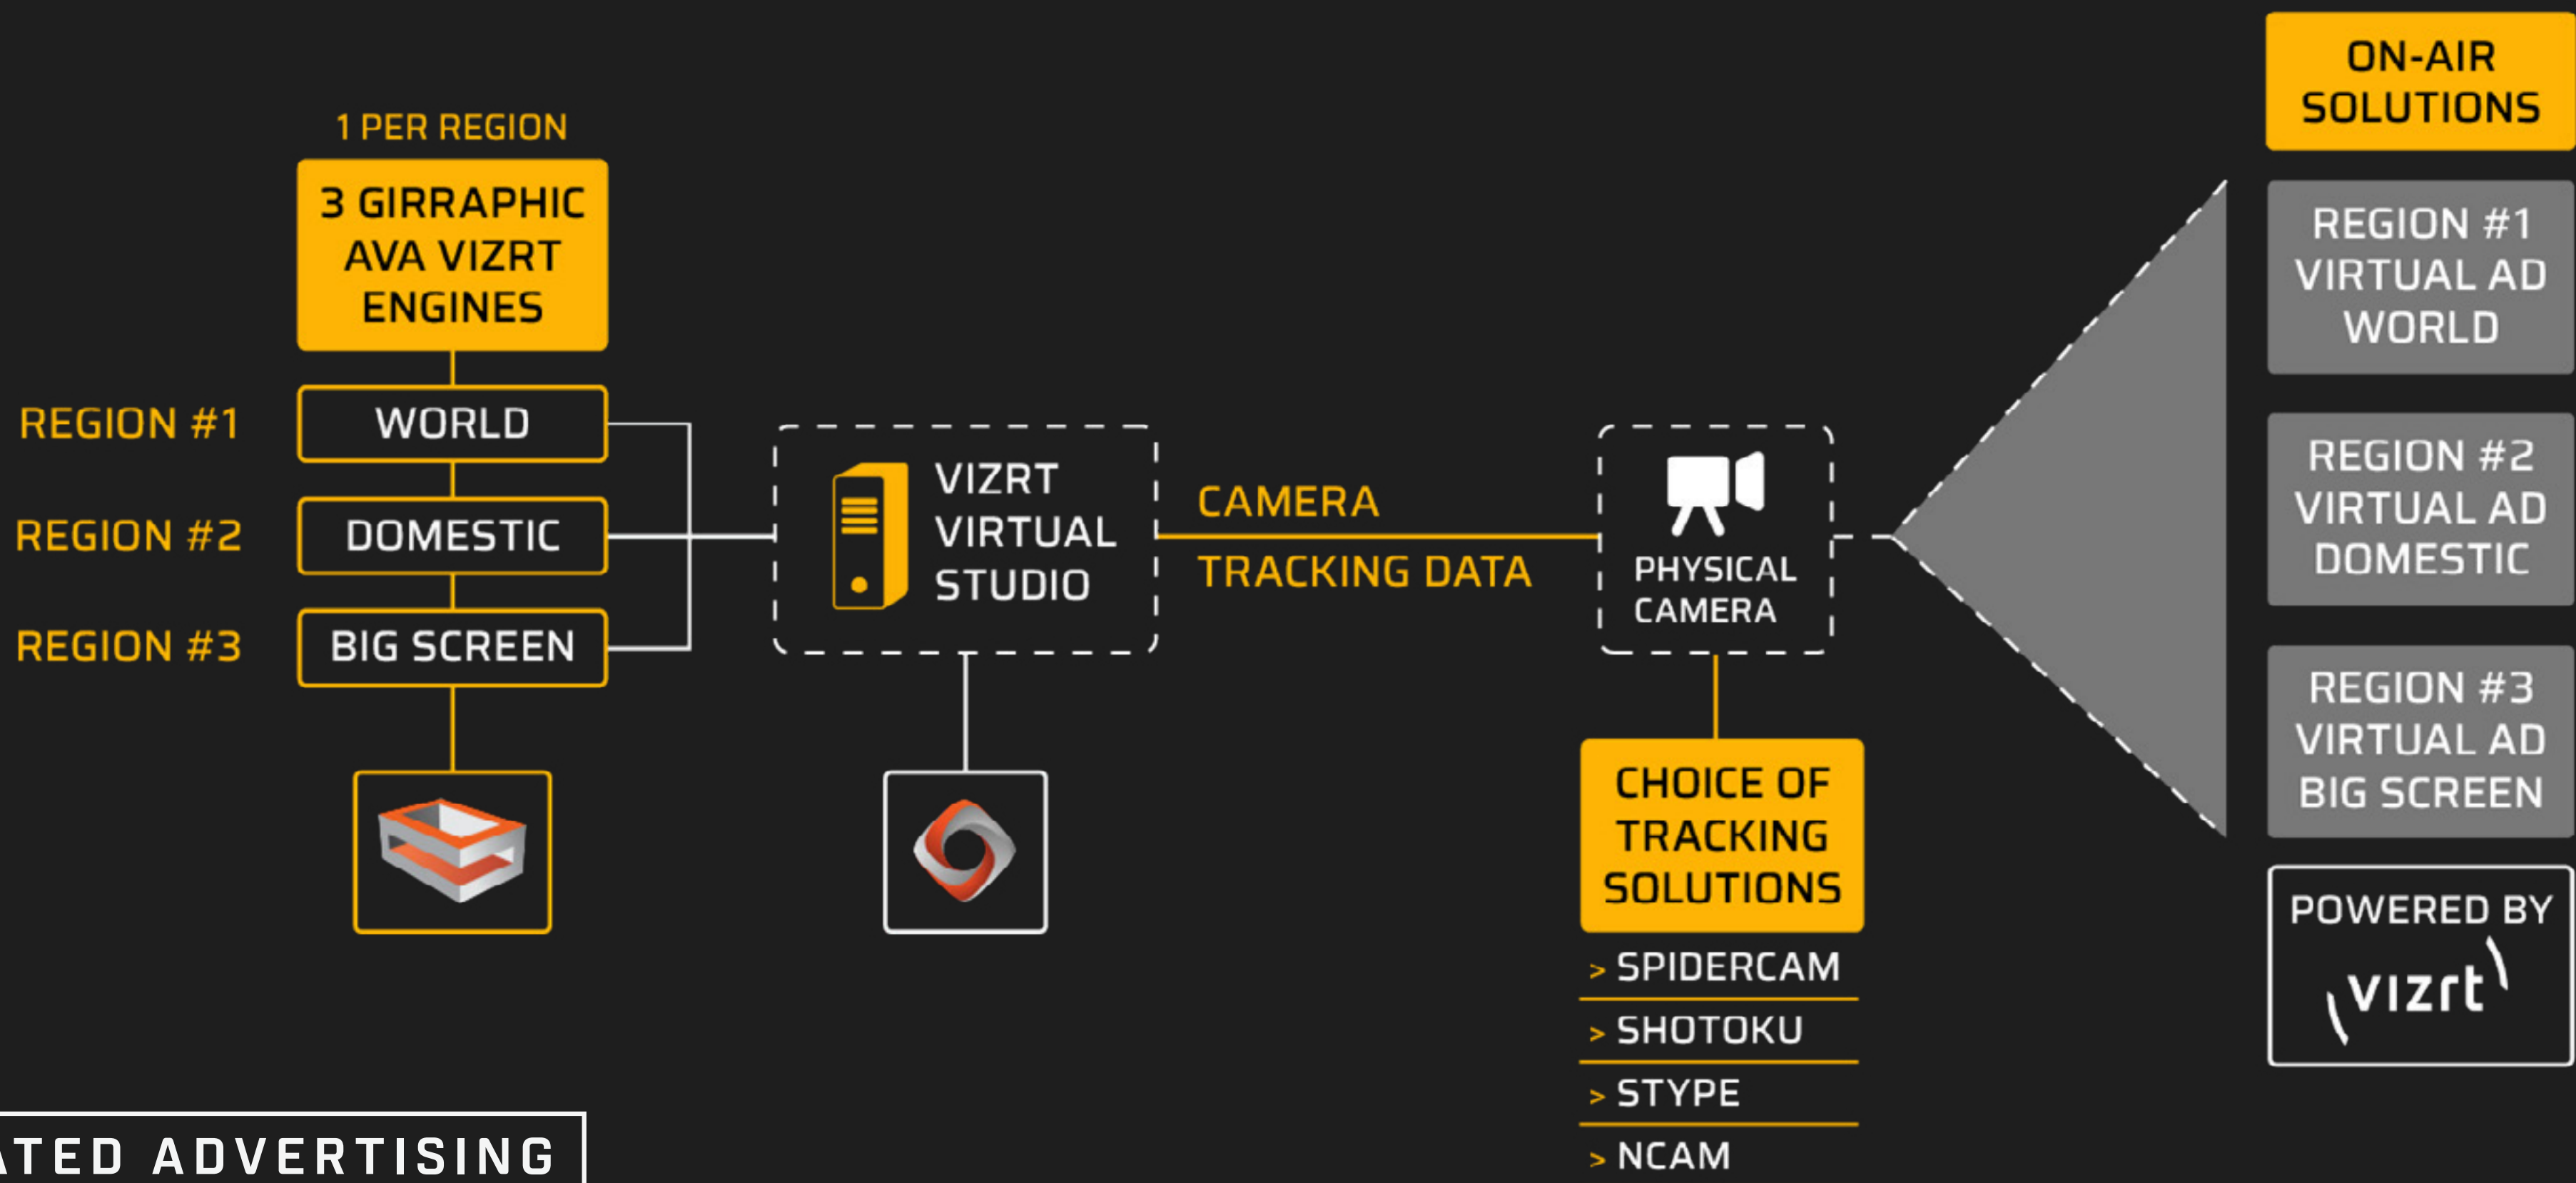 1 PER REGION
3 GIRRAPHIC
AVA VIZRT
ENGINES
REGION #1
WORLD
REGION #2
DOMESTIC
REGION #3
BIG SCREEN
VIZRT
VIRTUAL
STUDIO
CAMERA
TRACKING DATA
PHYSICAL
CAMERA
CHOICE OF
TRACKING
SOLUTIONS
> SPIDERCAM
> SHOTOKU
> STYPE
> NCAM
ON-AIR
SOLUTIONS
REGION #1
VIRTUAL AD
WORLD
REGION #2
VIRTUAL AD
DOMESTIC
REGION #3
VIRTUAL AD
BIG SCREEN
POWERED BY
vizrt
ADVERTISING